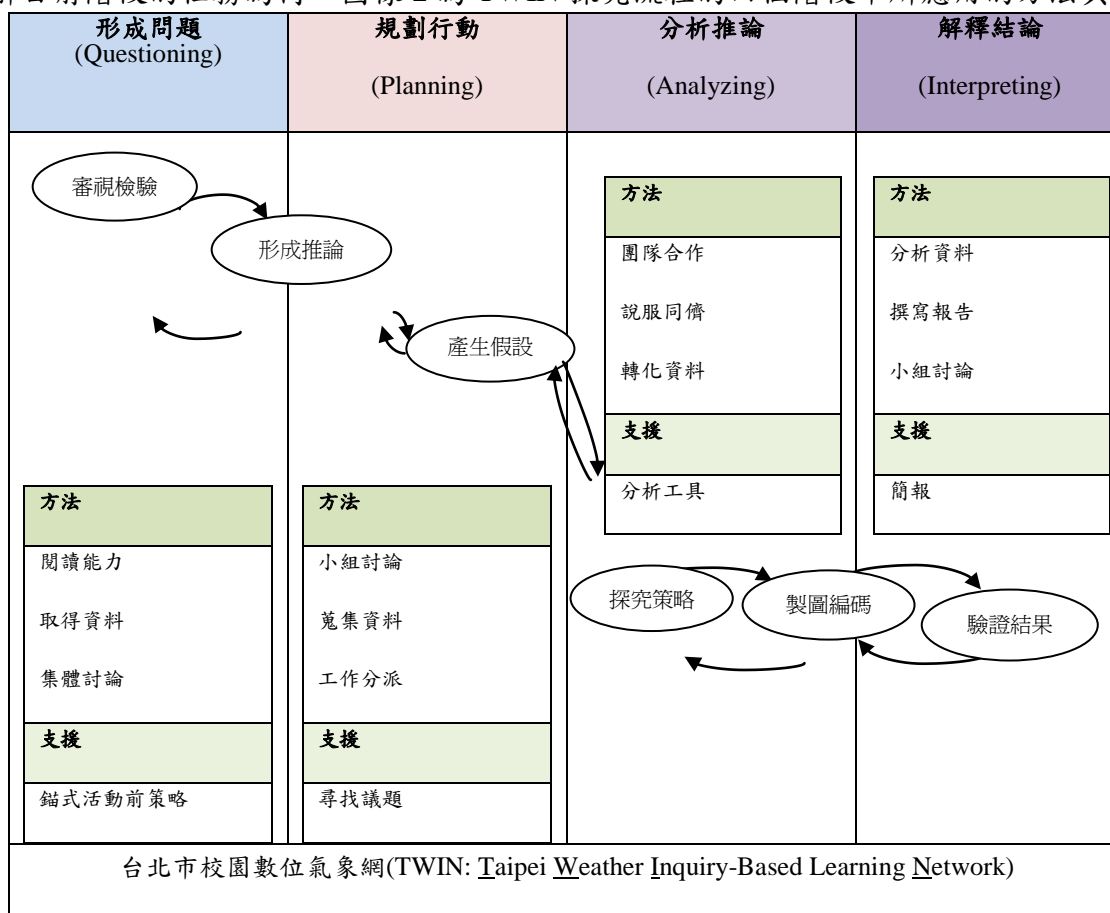 形成問題
(Questioning)
規劃行動
(Planning)
分析推論
(Analyzing)
解釋結論
(Interpreting)
審視檢驗
形成推論
產生假設
方法
團隊合作
說服同儕
轉化資料
支援
分析工具
方法
分析資料
撰寫報告
小組討論
支援
簡報
方法
閱讀能力
取得資料
集體討論
支援
錨式活動前策略
方法
小組討論
蒐集資料
工作分派
支援
尋找議題
探究策略
製圖編碼
驗證結果
台北市校園數位氣象網(TWIN: Taipei Weather Inquiry-Based Learning Network)